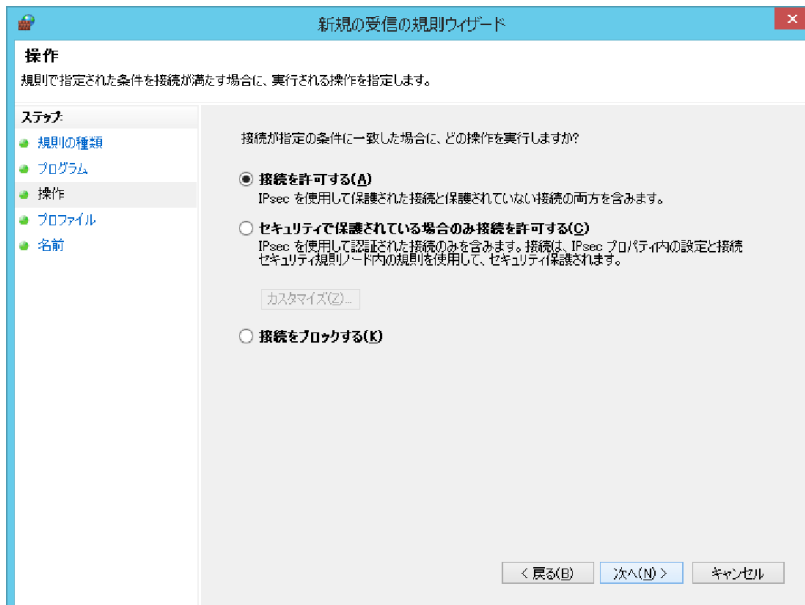 新規の受信の規則ウィザード
操作
規則で指定された条件を接続が満たす場合に、実行される操作を指定します。
ステップ:
規則の種類
プログラム
操作
プロファイル
名前
接続が指定の条件に一致した場合に、どの操作を実行しますか?
接続を許可する(A)
IPsec を使用して保護された接続と保護されていない接続の両方を含みます。
セキュリティで保護されている場合のみ接続を許可する(C)
IPsec を使用して認証された接続のみを含みます。接続は、IPsec プロパティ内の設定と接続
セキュリティ規則ノード内の規則を使用して、セキュリティ保護されます。
カスタマイズ(Z)...
接続をブロックする(K)
< 戻る(B)
次へ(N) >
キャンセル